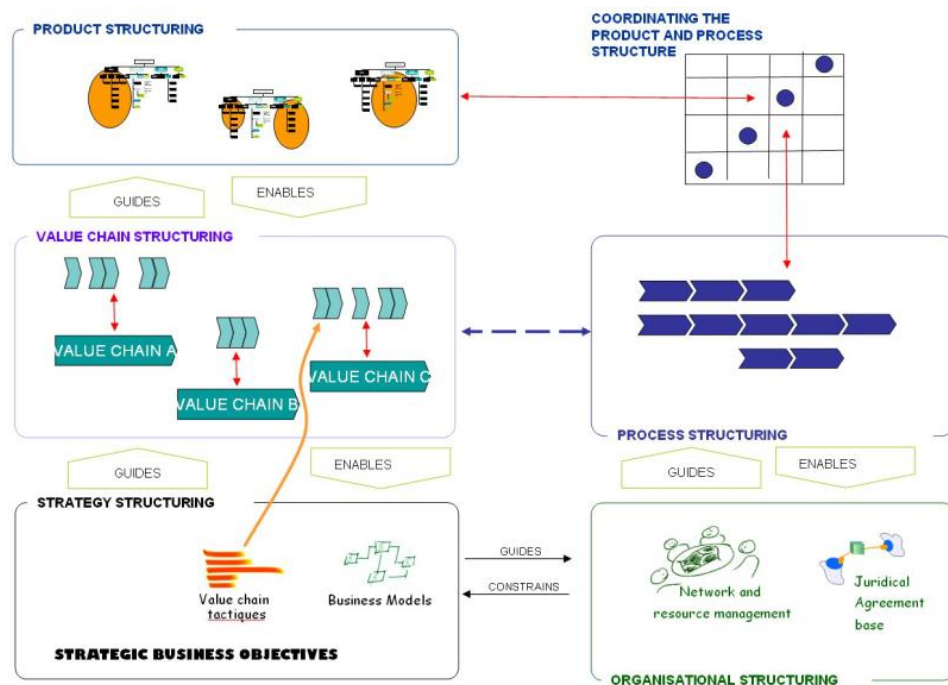 PRODUCT STRUCTURING
COORDINATING THE
PRODUCT AND PROCESS
STRUCTURE
GUIDES
ENABLES
VALUE CHAIN STRUCTURING
VALUE CHAIN A
VALUE CHAIN B
VALUE CHAIN C
PROCESS STRUCTURING
GUIDES
ENABLES
GUIDES
ENABLES
STRATEGY STRUCTURING
Value chain
tactiques
Business Models
STRATEGIC BUSINESS OBJECTIVES
GUIDES
CONSTRAINS
Network and
resource management
Juridical
Agreement
base
ORGANISATIONAL STRUCTURING